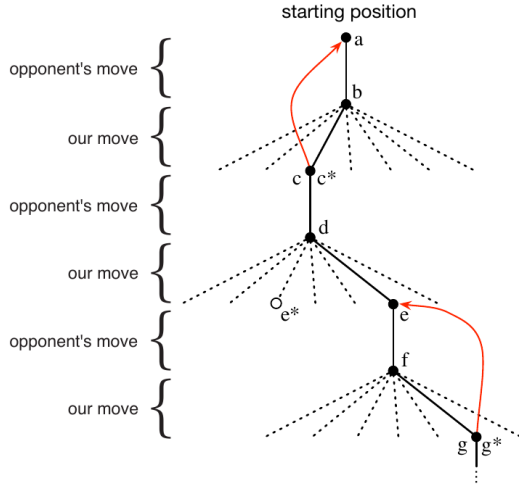 starting position
a
opponent's move
b
our move
c c*
opponent's move
d
our move
e* e
opponent's move
f
our move
g g*